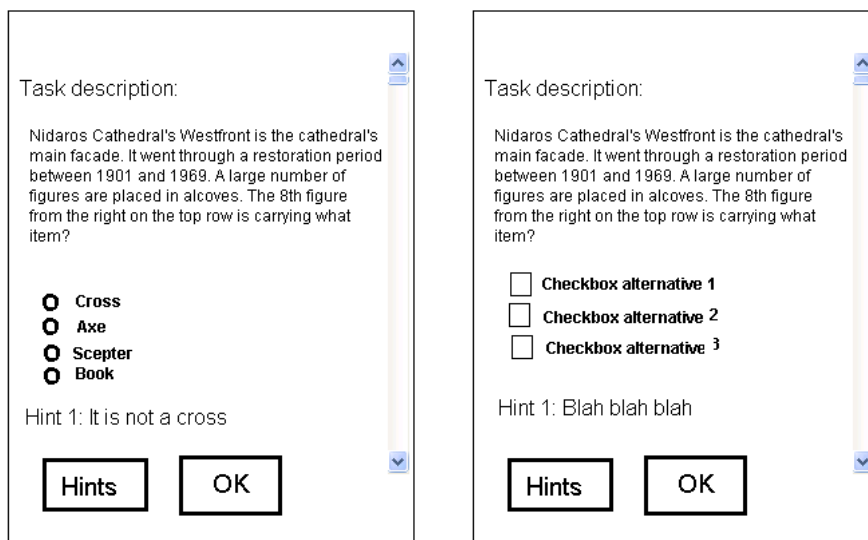 Task description:
Nidaros Cathedral's Westfront is the cathedral's
main facade. It went through a restoration period
between 1901 and 1969. A large number of
figures are placed in alcoves. The 8th figure
from the right on the top row is carrying what
item?
Cross
Axe
Scepter
Book
Hint 1: It is not a cross
Hints
OK
Task description:
Nidaros Cathedral's Westfront is the cathedral's
main facade. It went through a restoration period
between 1901 and 1969. A large number of
figures are placed in alcoves. The 8th figure
from the right on the top row is carrying what
item?
Checkbox alternative 1
Checkbox alternative 2
Checkbox alternative 3
Hint 1: Blah blah blah
Hints
OK